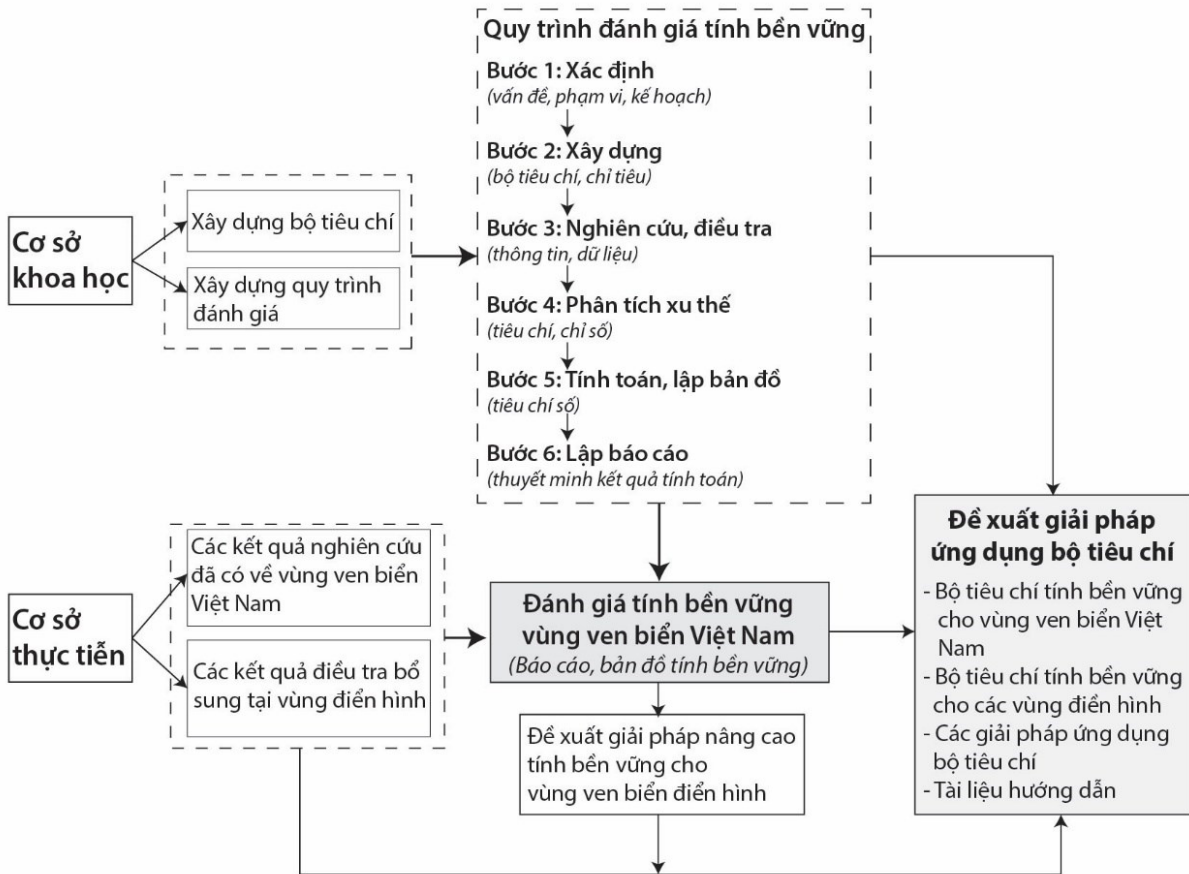 Quy trình đánh giá tính bền vững
Bước 1: Xác định
(vấn đề, phạm vi, kế hoạch)
Bước 2: Xây dựng
(bộ tiêu chí, chỉ tiêu)
Bước 3: Nghiên cứu, điều tra
(thông tin, dữ liệu)
Bước 4: Phân tích xu thế
(tiêu chí, chỉ số)
Bước 5: Tính toán, lập bản đồ
(tiêu chí số)
Bước 6: Lập báo cáo
(thuyết minh kết quả tính toán)
Cơ sở
khoa học
Xây dựng bộ tiêu chí
Xây dựng quy trình
đánh giá
Cơ sở
thực tiễn
Các kết quả nghiên cứu
đã có về vùng ven biển
Việt Nam
Các kết quả điều tra bổ
sung tại vùng điển hình
Đánh giá tính bền vững
vùng ven biển Việt Nam
(Báo cáo, bản đồ tính bền vững)
Đề xuất giải pháp nâng cao
tính bền vững cho
vùng ven biển điển hình
Đề xuất giải pháp
ứng dụng bộ tiêu chí
- Bộ tiêu chí tính bền vững
cho vùng ven biển Việt
Nam
- Bộ tiêu chí tính bền vững
cho các vùng điển hình
- Các giải pháp ứng dụng
bộ tiêu chí
- Tài liệu hướng dẫn